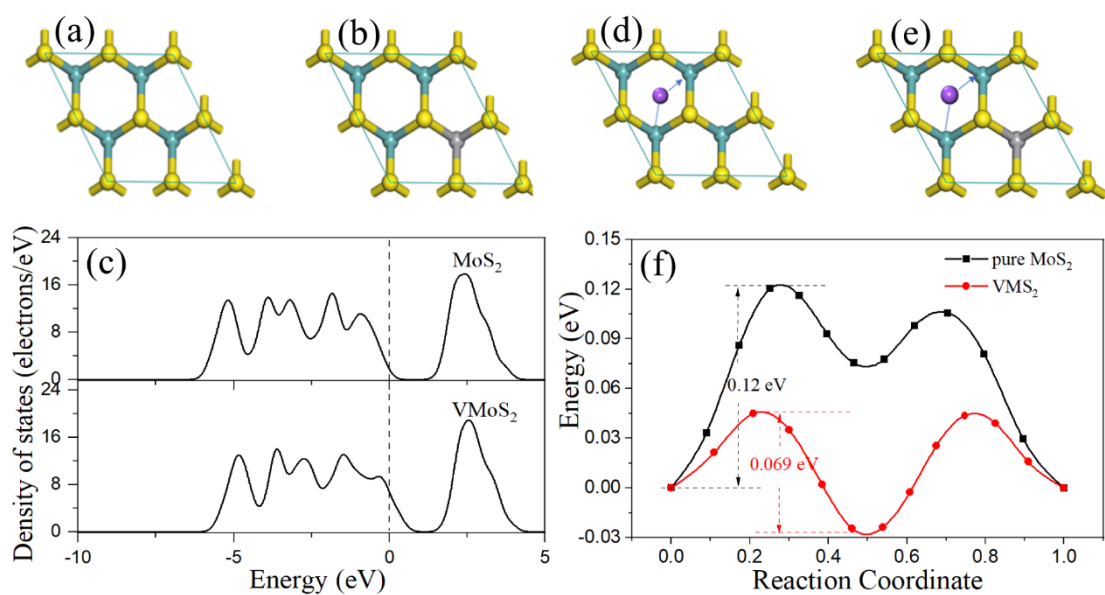 (a)
(b)
(d)
(e)
(c)
MoS₂
VMoS₂
Density of states (electrons/eV)
24
16
8
0
24
16
8
0
-10
-5
0
5
Energy (eV)
(f)
pure MoS₂
VMS₂
0.12 eV
0.069 eV
Energy (eV)
0.15
0.12
0.09
0.06
0.03
0.00
-0.03
0.0
0.2
0.4
0.6
0.8
1.0
Reaction Coordinate